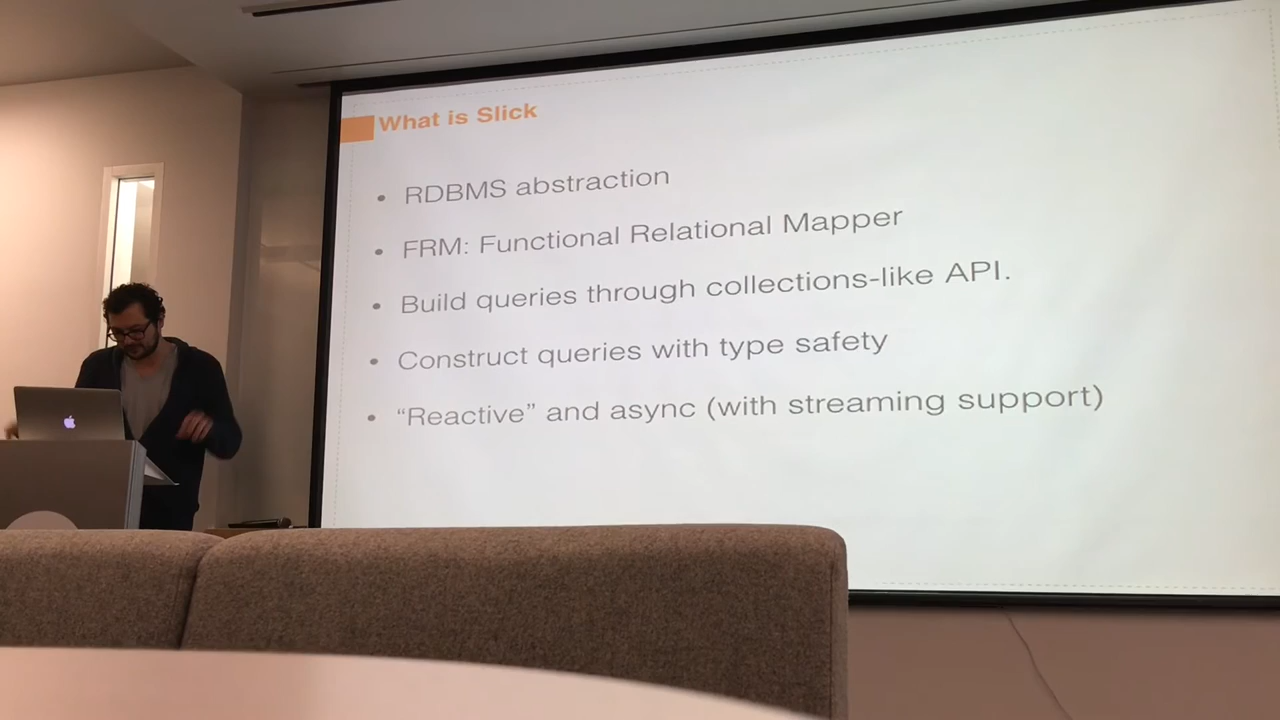 What is Slick
• RDBMS abstraction
• FRM: Functional Relational Mapper
• Build queries through collections-like API.
• Construct queries with type safety
• “Reactive” and async (with streaming support)